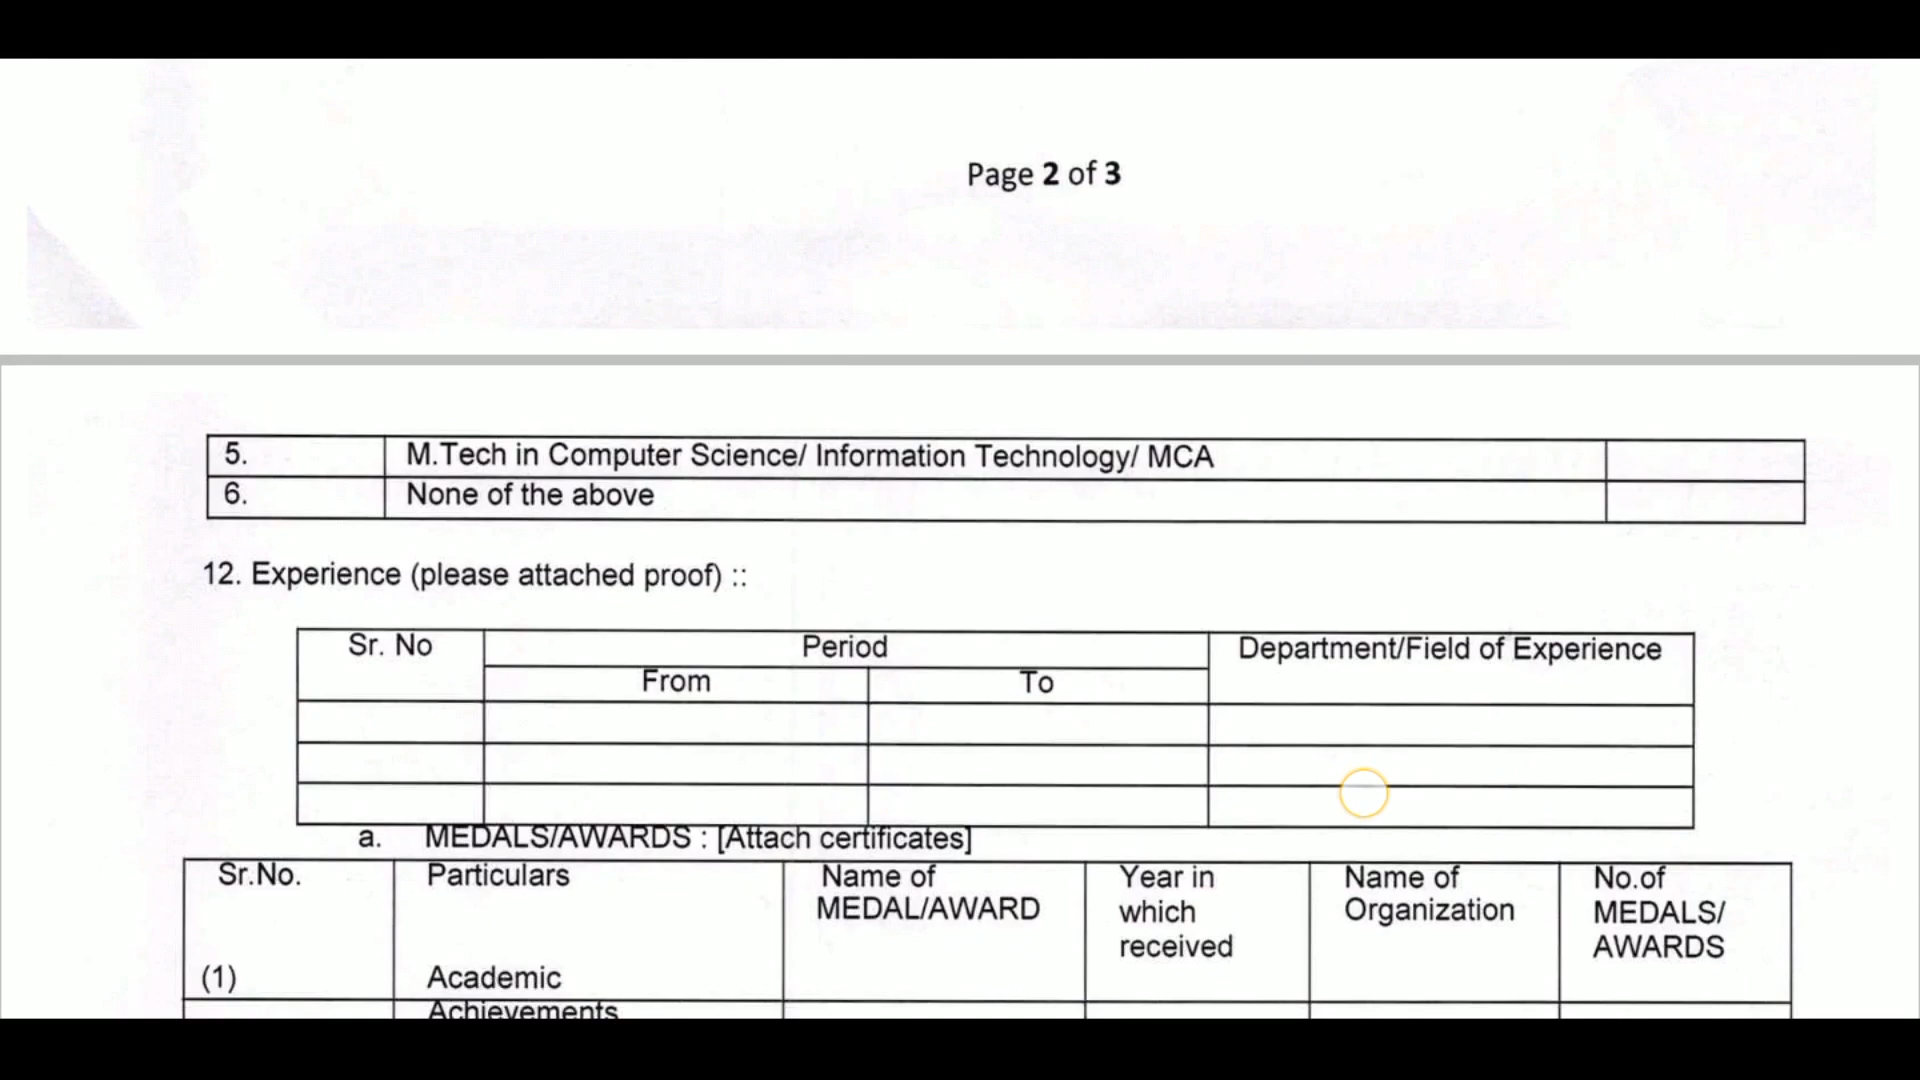 Page 2 of 3
5. M.Tech in Computer Science/ Information Technology/ MCA
6. None of the above
12. Experience (please attached proof) ::
Sr. No Period Department/Field of Experience
From To
a. MEDALS/AWARDS : [Attach certificates]
Sr.No. Particulars Name of Year in Name of No.of
MEDAL/AWARD which Organization MEDALS/
received AWARDS
(1) Academic
Achievements